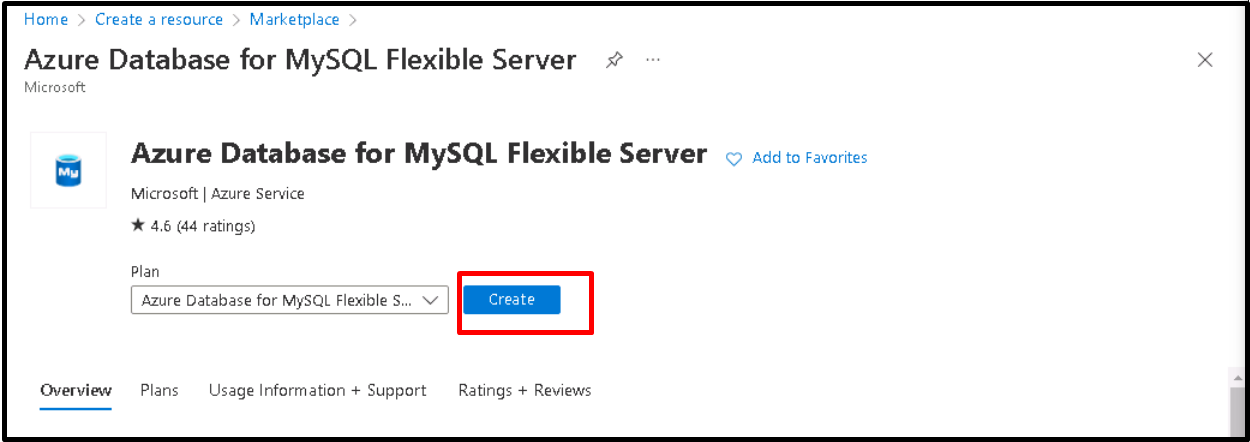 Home > Create a resource > Marketplace >
Azure Database for MySQL Flexible Server ...
Microsoft
My
Azure Database for MySQL Flexible Server Add to Favorites
Microsoft | Azure Service
★ 4.6 (44 ratings)
Plan
Azure Database for MySQL Flexible S... Create
Overview Plans Usage Information + Support Ratings + Reviews